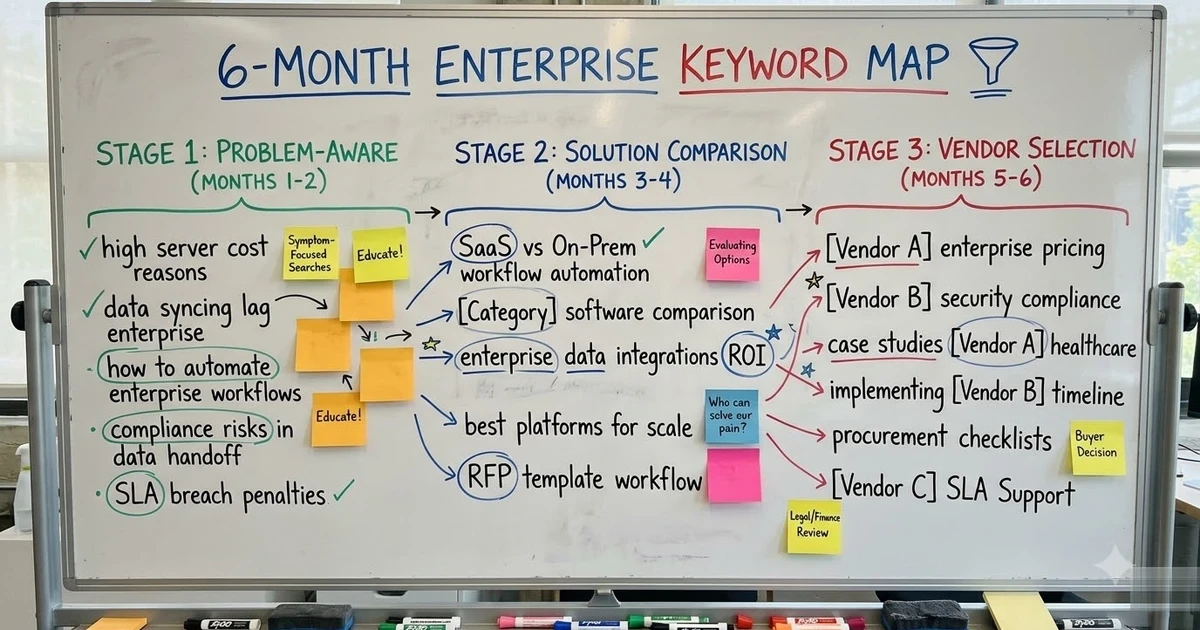 6-MONTH ENTERPRISE KEYWORD MAP
STAGE 1: PROBLEM-AWARE
(MONTHS 1-2)
high server cost
reasons
data syncing lag
enterprise
how to automate
enterprise workflows
compliance risks in
data handoff
SLA breach penalties
Symptom-
Focused
Searches
Educate!
Educate!
STAGE 2: SOLUTION COMPARISON
(MONTHS 3-4)
SaaS vs On-Prem
workflow automation
[Category] software comparison
enterprise data integrations ROI
best platforms for scale
RFP template workflow
Evaluating
Options
Who can
solve our
pain?
STAGE 3: VENDOR SELECTION
(MONTHS 5-6)
[Vendor A] enterprise pricing
[Vendor B] security compliance
case studies [Vendor A] healthcare
implementing [Vendor B] timeline
procurement checklists
[Vendor C] SLA Support
Buyer
Decision
Legal/Finance
Review